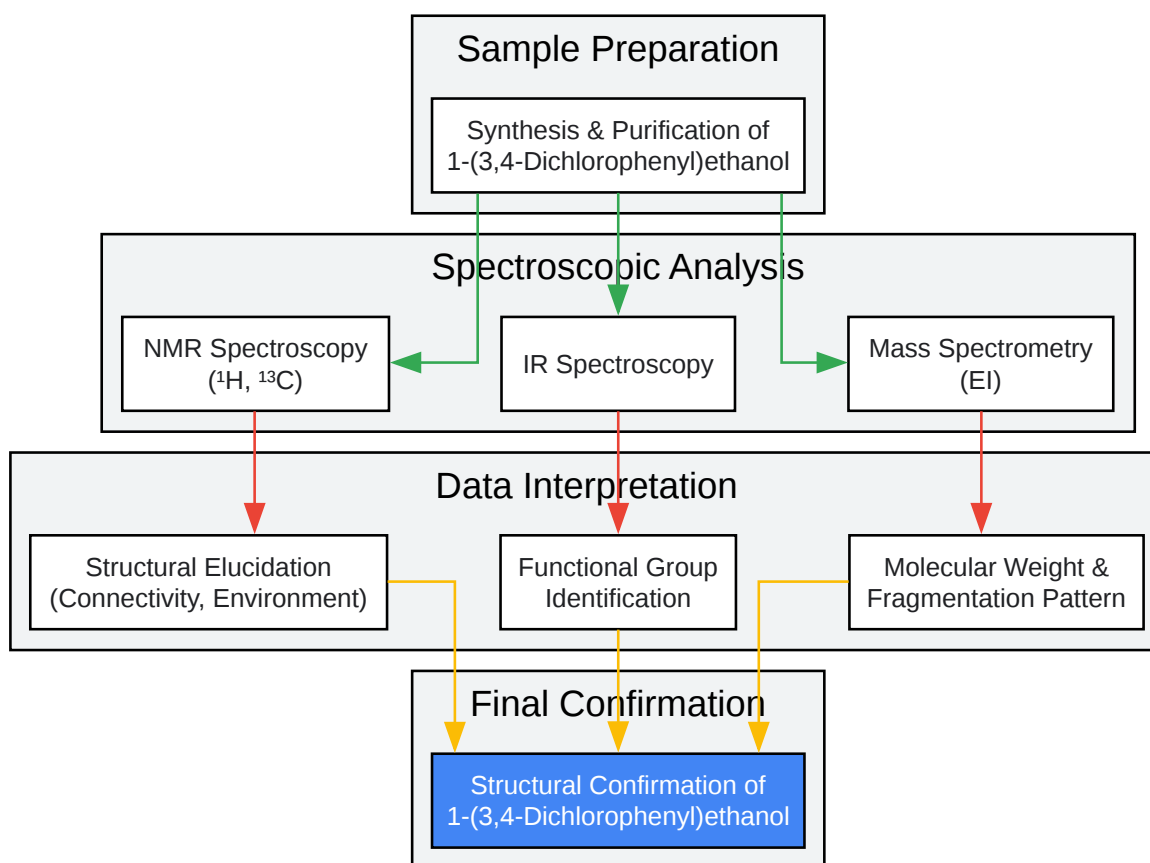 Sample Preparation
Synthesis & Purification of
1-(3,4-Dichlorophenyl)ethanol
Spectroscopic Analysis
NMR Spectroscopy
(¹H, ¹³C)
IR Spectroscopy
Mass Spectrometry
(EI)
Data Interpretation
Structural Elucidation
(Connectivity, Environment)
Functional Group
Identification
Molecular Weight &
Fragmentation Pattern
Final Confirmation
Structural Confirmation of
1-(3,4-Dichlorophenyl)ethanol